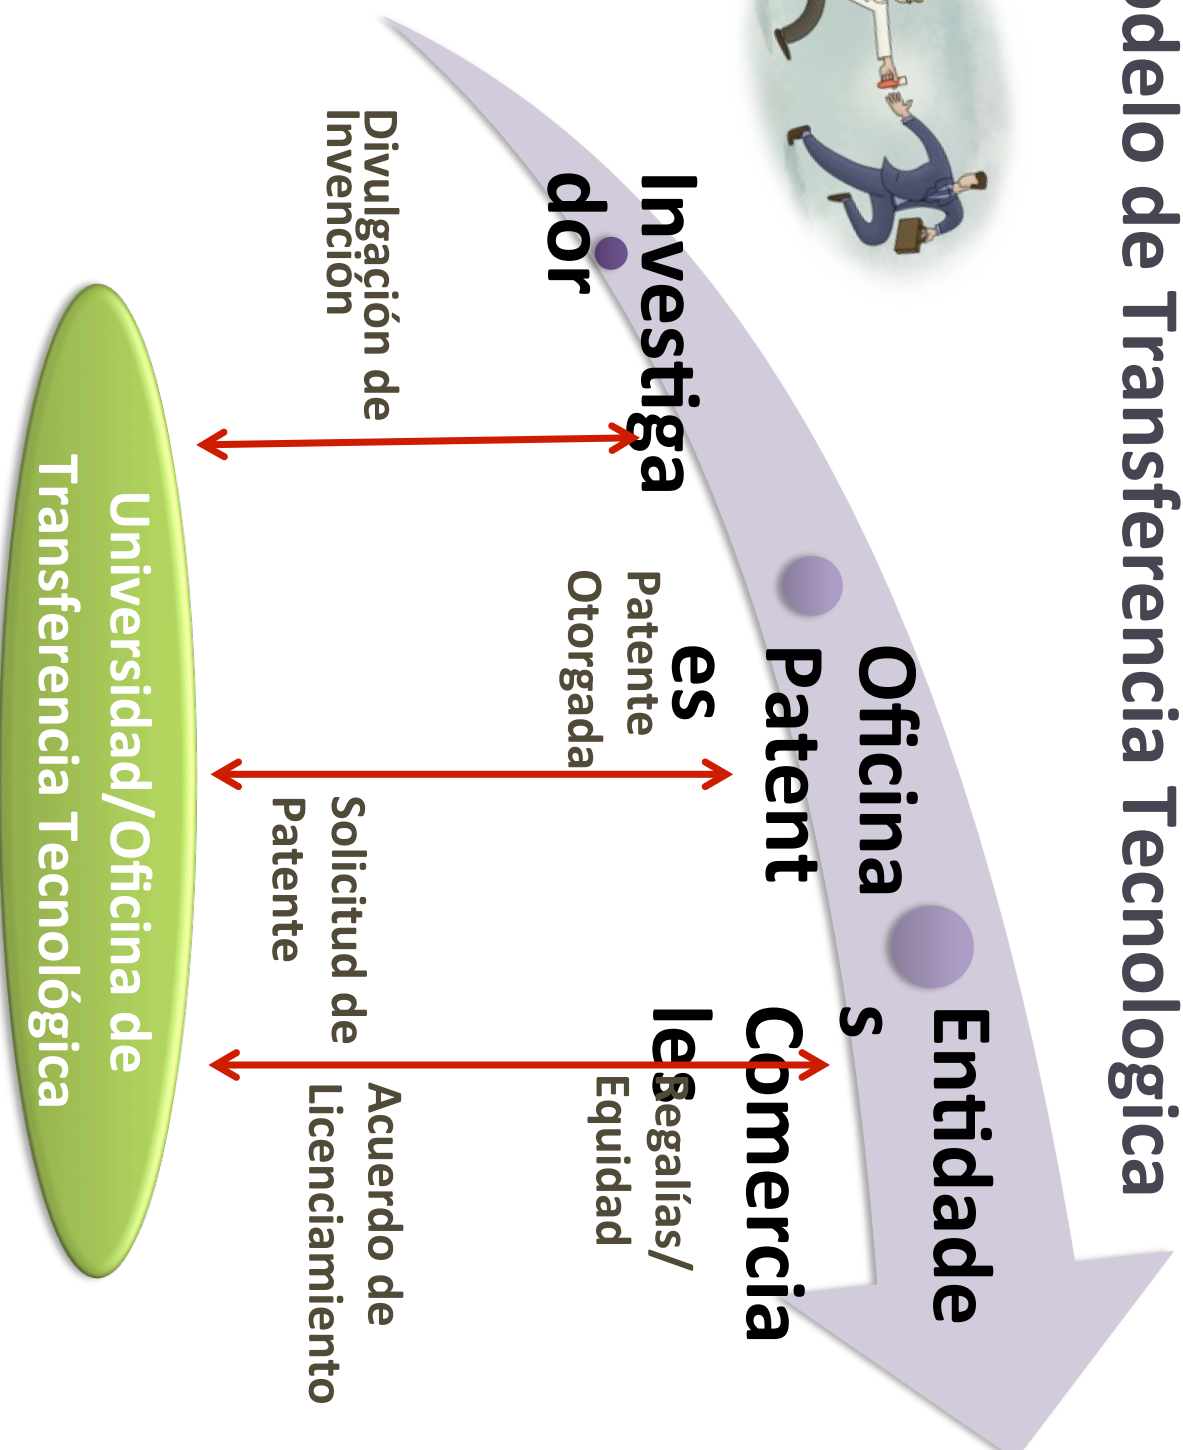 odelo de Transferencia Tecnologica
Investiga
dor
Divulgación de
Invención
Oficina
Patent
es
Patente
Otorgada
Solicitud de
Patente
Entidade
s
Comercia
les
Regalías/
Equidad
Acuerdo de
Licenciamiento
Universidad/Oficina de
Transferencia Tecnológica